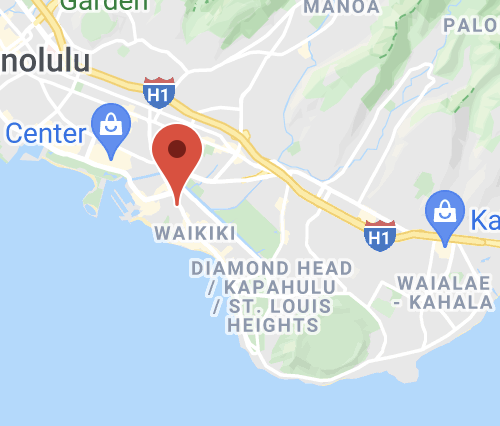 Garden
MANOA
PALO
nolulu
H1
Center
Ka
H1
WAIKIKI
DIAMOND HEAD
/ KAPAHULU
/ ST. LOUIS
HEIGHTS
WAIALAE
- KAHALA